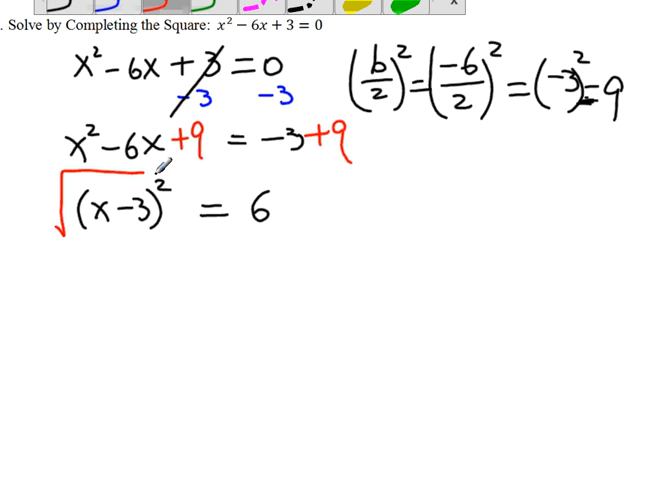 . Solve by Completing the Square: x² − 6x + 3 = 0
x² − 6x + 3 = 0
(b/2)² = (−6/2)² = (−3)² = 9
−3 −3
x² − 6x + 9 = −3 + 9
√(x − 3)² = 6